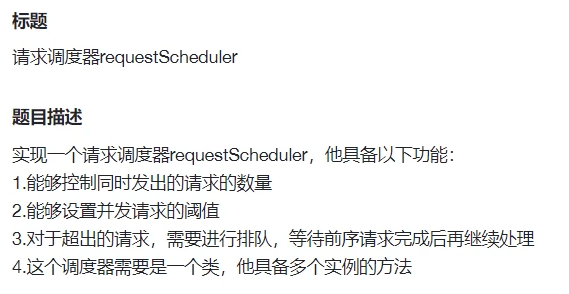 标题
请求调度器requestScheduler
题目描述
实现一个请求调度器requestScheduler，他具备以下功能：
1.能够控制同时发出的请求的数量
2.能够设置并发请求的阈值
3.对于超出的请求，需要进行排队，等待前序请求完成后再继续处理
4.这个调度器需要是一个类，他具备多个实例的方法